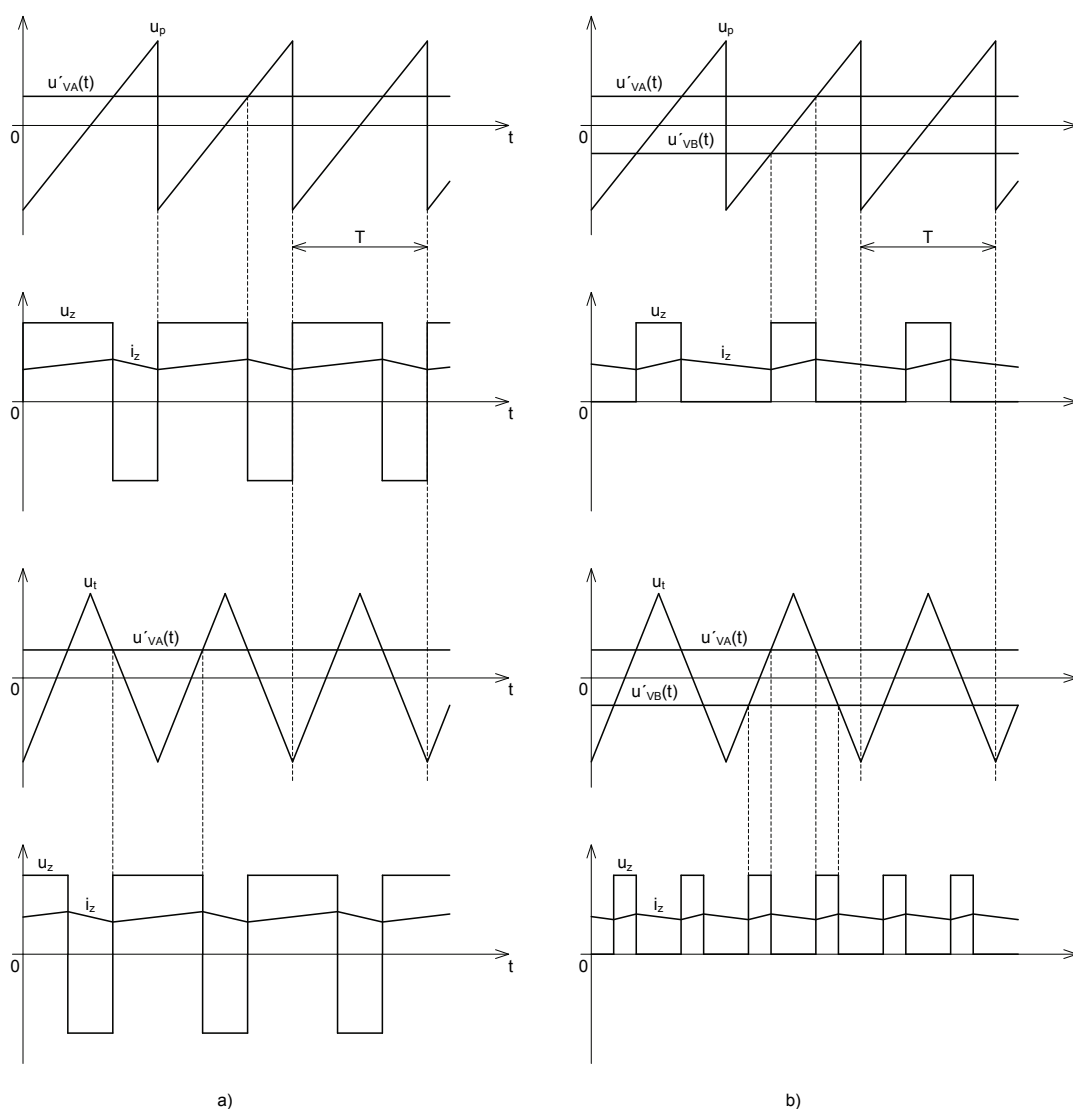 u_p
u´_VA(t)
0
t
T
u_z
i_z
0
t
u_t
u´_VA(t)
0
t
u_z
i_z
0
t
a)
u_p
u´_VA(t)
0
u´_VB(t)
T
u_z
i_z
0
u_t
u´_VA(t)
0
u´_VB(t)
u_z
i_z
0
b)